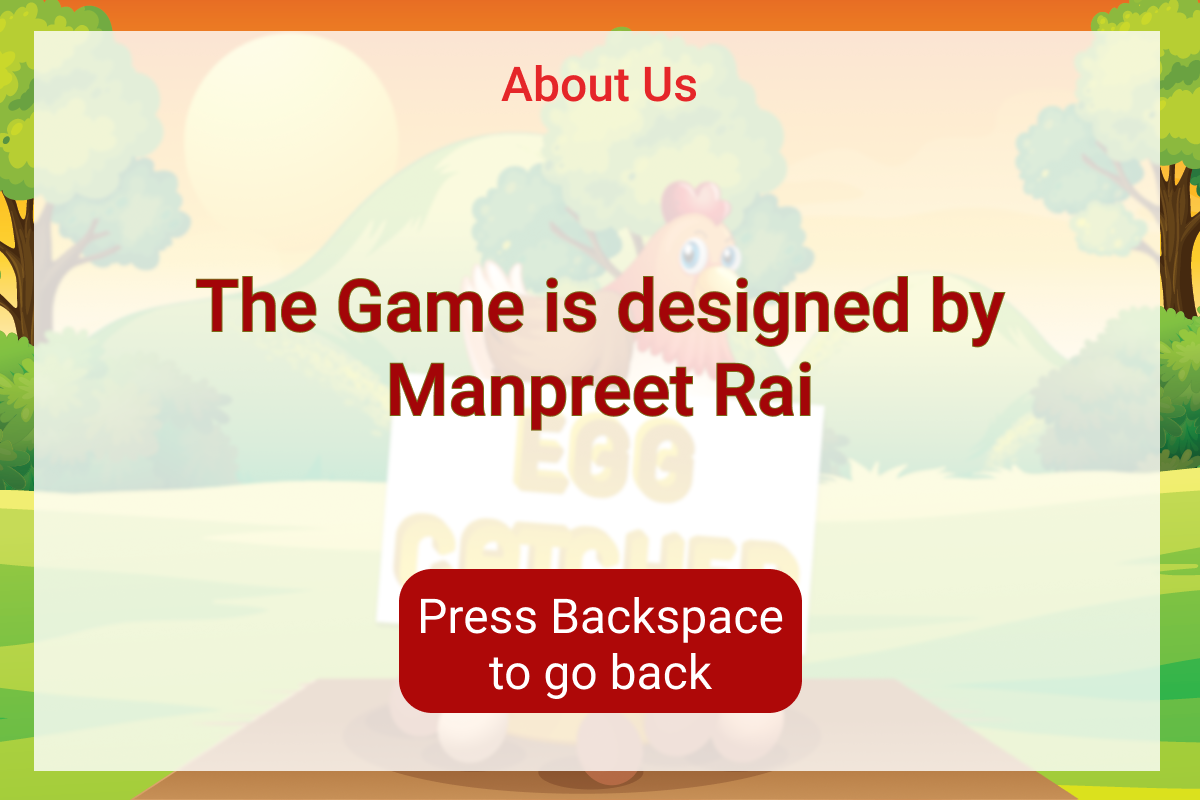 About Us
The Game is designed by
Manpreet Rai
EGG
CATCHER
Press Backspace
to go back